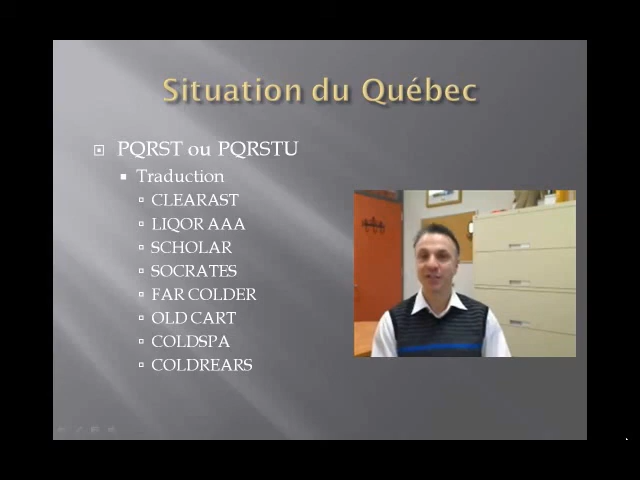 Situation du Québec
PQRST ou PQRSTU
Traduction
CLEARAST
LIQOR AAA
SCHOLAR
SOCRATES
FAR COLDER
OLD CART
COLDSPA
COLDREARS